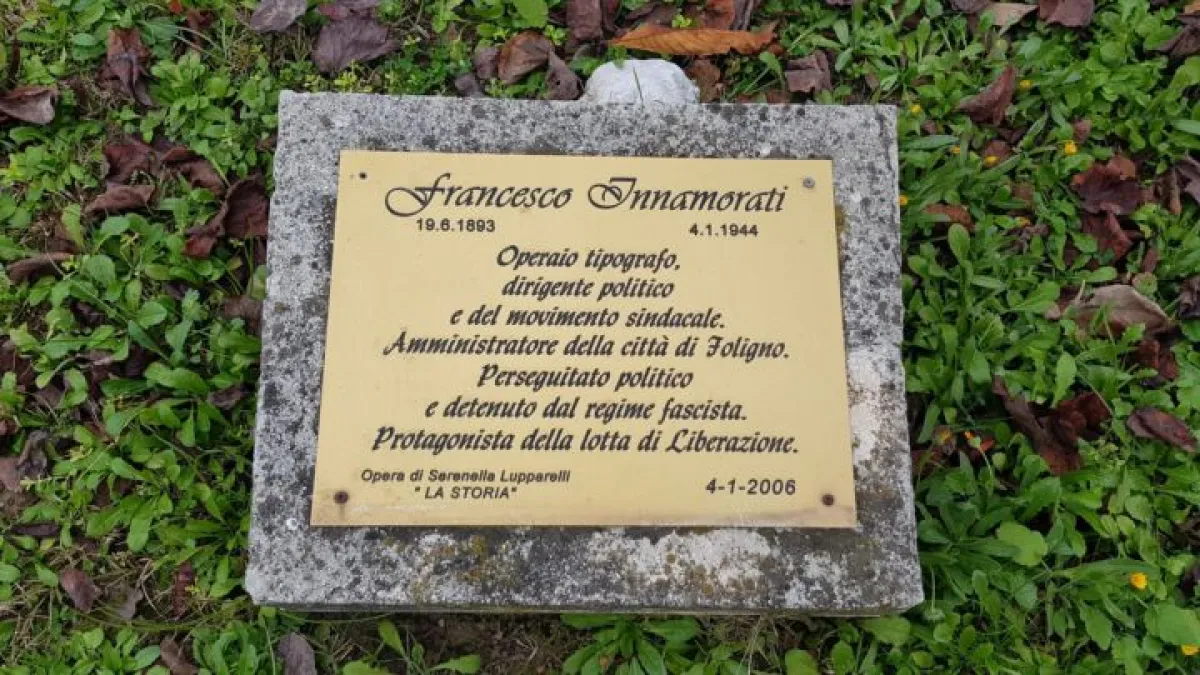 Francesco Innamorati
19.6.1893 4.1.1944
Operaio tipografo,
dirigente politico
e del movimento sindacale.
Amministratore della città di Foligno.
Perseguitato politico
e detenuto dal regime fascista.
Protagonista della lotta di Liberazione.
Opera di Serenella Lupparelli
" LA STORIA"
4-1-2006